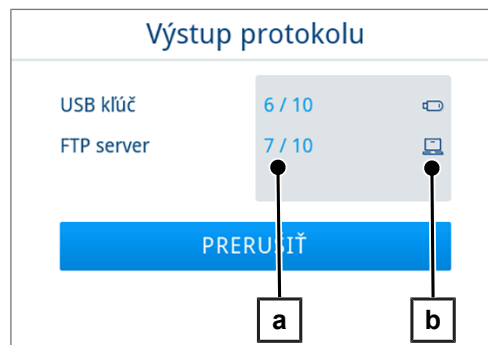 Výstup protokolu
USB kľúč 6 / 10
FTP server 7 / 10
PRERUŠIŤ
a b